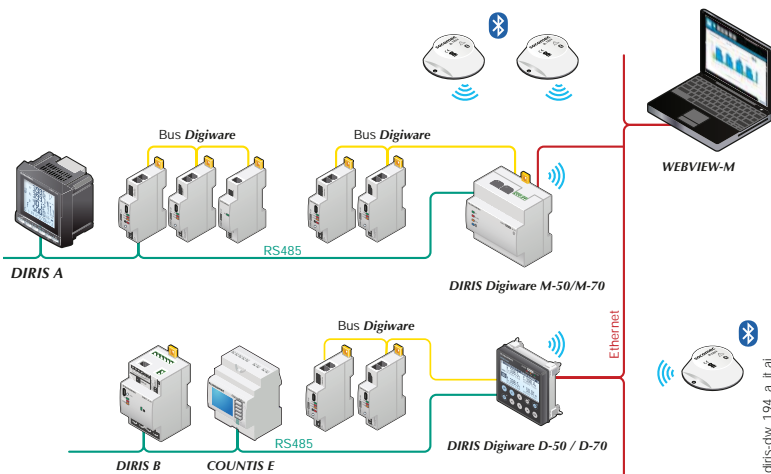 Bus Digiware
Bus Digiware
WEBVIEW-M
RS485
DIRIS A
DIRIS Digiware M-50/M-70
Bus Digiware
Ethernet
RS485
DIRIS B
COUNTIS E
DIRIS Digiware D-50 / D-70
diris-dw_194_a_it.ai